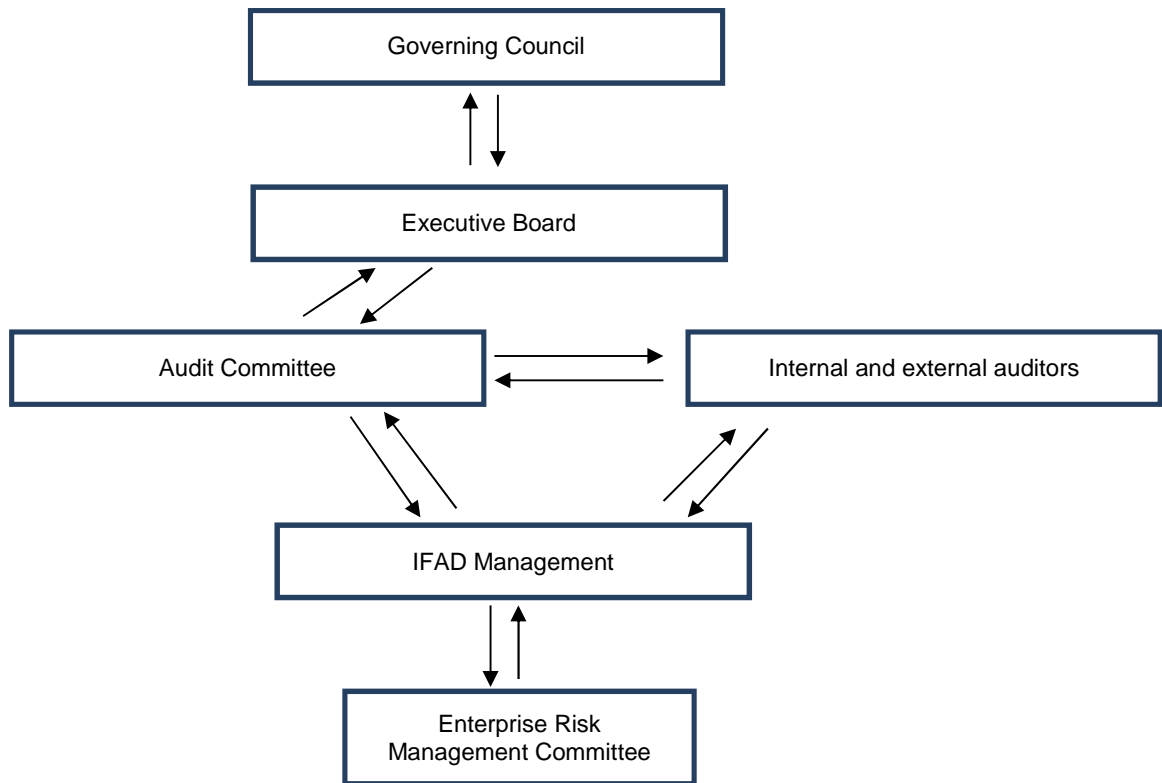 Governing Council
Executive Board
Audit Committee
Internal and external auditors
IFAD Management
Enterprise Risk
Management Committee